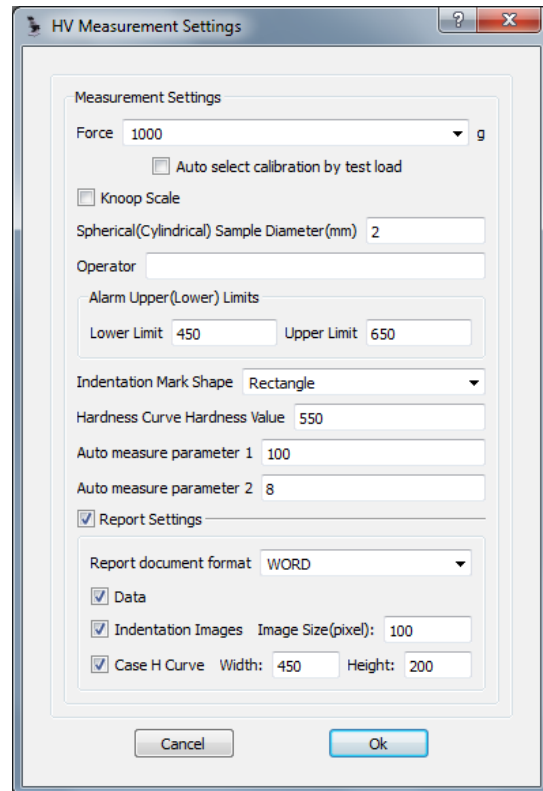 HV Measurement Settings
? X
Measurement Settings
Force 1000 g
Auto select calibration by test load
Knoop Scale
Spherical(Cylindrical) Sample Diameter(mm) 2
Operator
Alarm Upper(Lower) Limits
Lower Limit 450 Upper Limit 650
Indentation Mark Shape Rectangle
Hardness Curve Hardness Value 550
Auto measure parameter 1 100
Auto measure parameter 2 8
Report Settings
Report document format WORD
Data
Indentation Images Image Size(pixel): 100
Case H Curve Width: 450 Height: 200
Cancel Ok